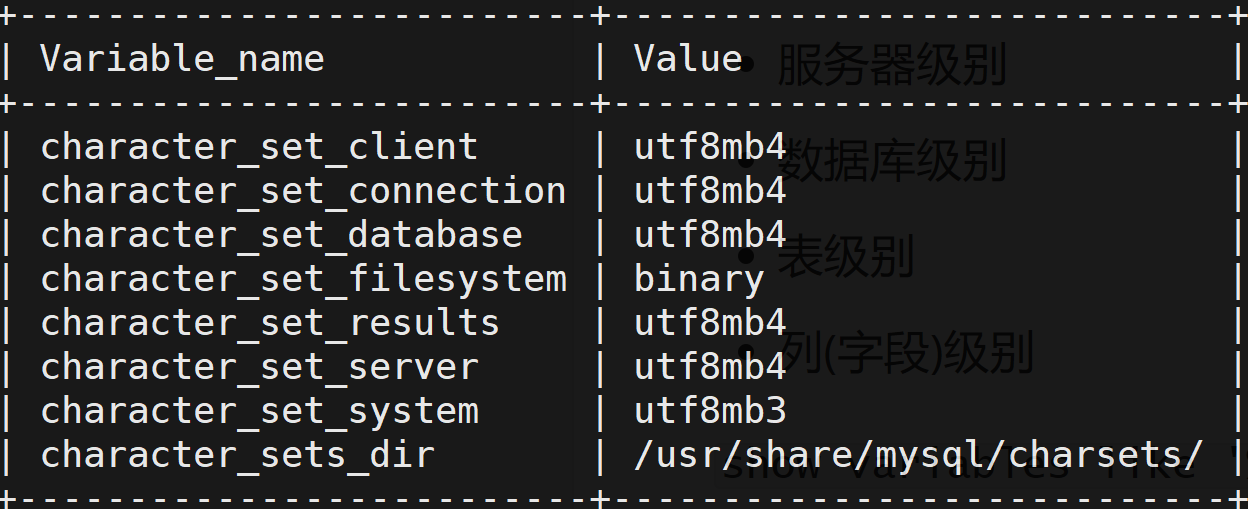 +--------------------------+----------------------------+
| Variable_name            | Value                      |
+--------------------------+----------------------------+
| character_set_client     | utf8mb4                    |
| character_set_connection | utf8mb4                    |
| character_set_database   | utf8mb4                    |
| character_set_filesystem | binary                     |
| character_set_results    | utf8mb4                    |
| character_set_server     | utf8mb4                    |
| character_set_system     | utf8mb3                    |
| character_sets_dir       | /usr/share/mysql/charsets/ |
+--------------------------+----------------------------+
• 服务器级别
• 数据库级别
• 表级别
• 列(字段)级别
show variables like